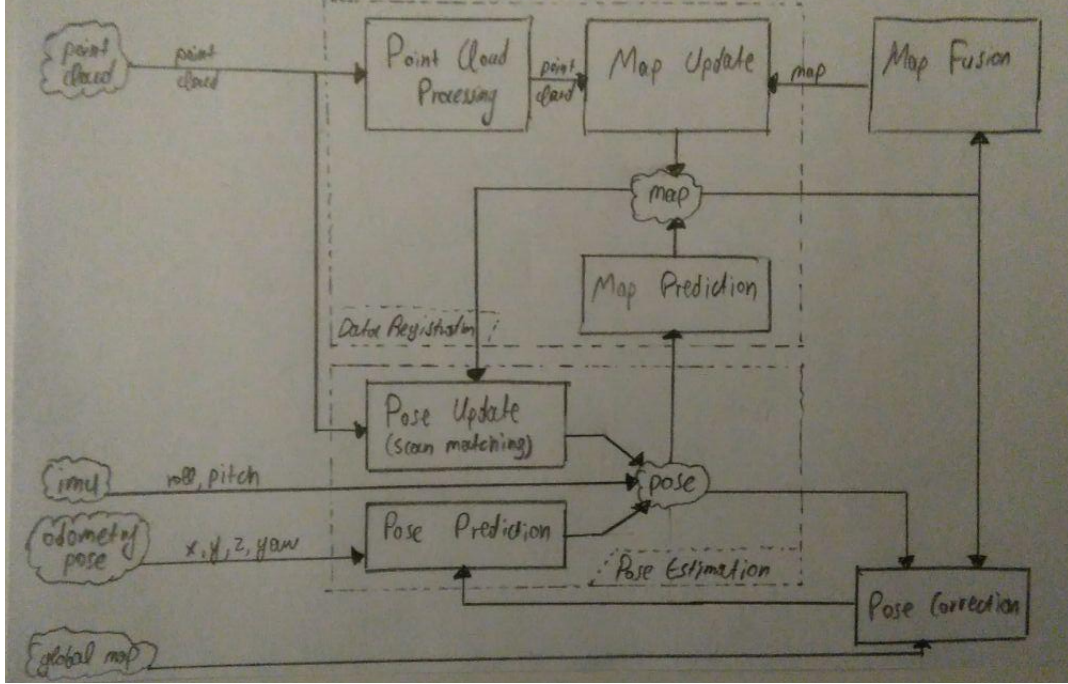 point
cloud
point
cloud
Point Cloud
Processing
point
cloud
Map Update
map
Map Fusion
map
Map Prediction
Data Registration
Pose Update
(scan matching)
imu
roll, pitch
pose
odometry
pose
x, y, z, yaw
Pose Prediction
Pose Estimation
Pose Correction
global map